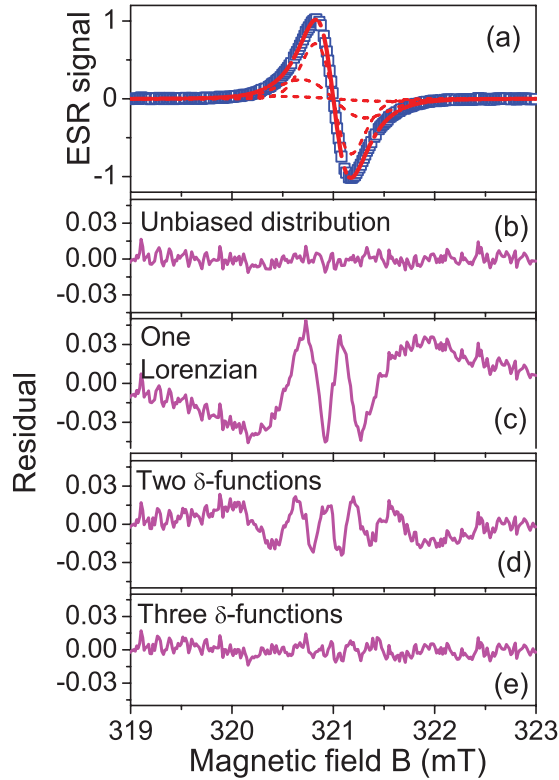 ESR signal
1
0
-1
(a)
0.03
0.00
-0.03
Unbiased distribution
(b)
Residual
0.03
0.00
-0.03
One
Lorenzian
(c)
0.03
0.00
-0.03
Two δ-functions
(d)
0.03
0.00
-0.03
Three δ-functions
(e)
319 320 321 322 323
Magnetic field B (mT)